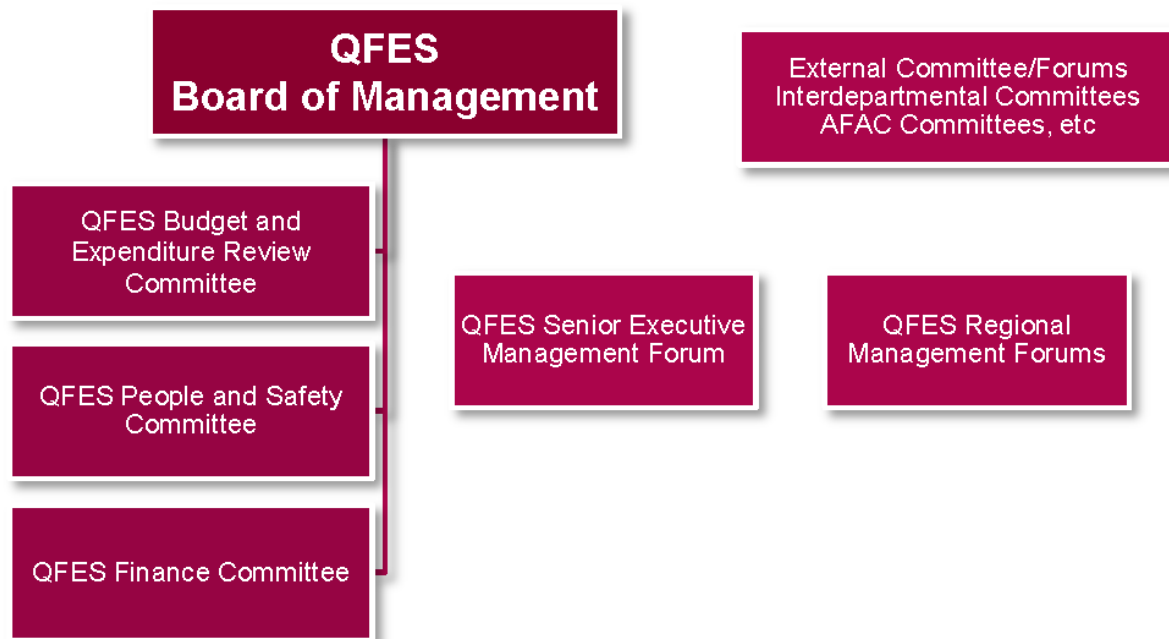 QFES
Board of Management
External Committee/Forums
Interdepartmental Committees
AFAC Committees, etc
QFES Budget and
Expenditure Review
Committee
QFES Senior Executive
Management Forum
QFES Regional
Management Forums
QFES People and Safety
Committee
QFES Finance Committee